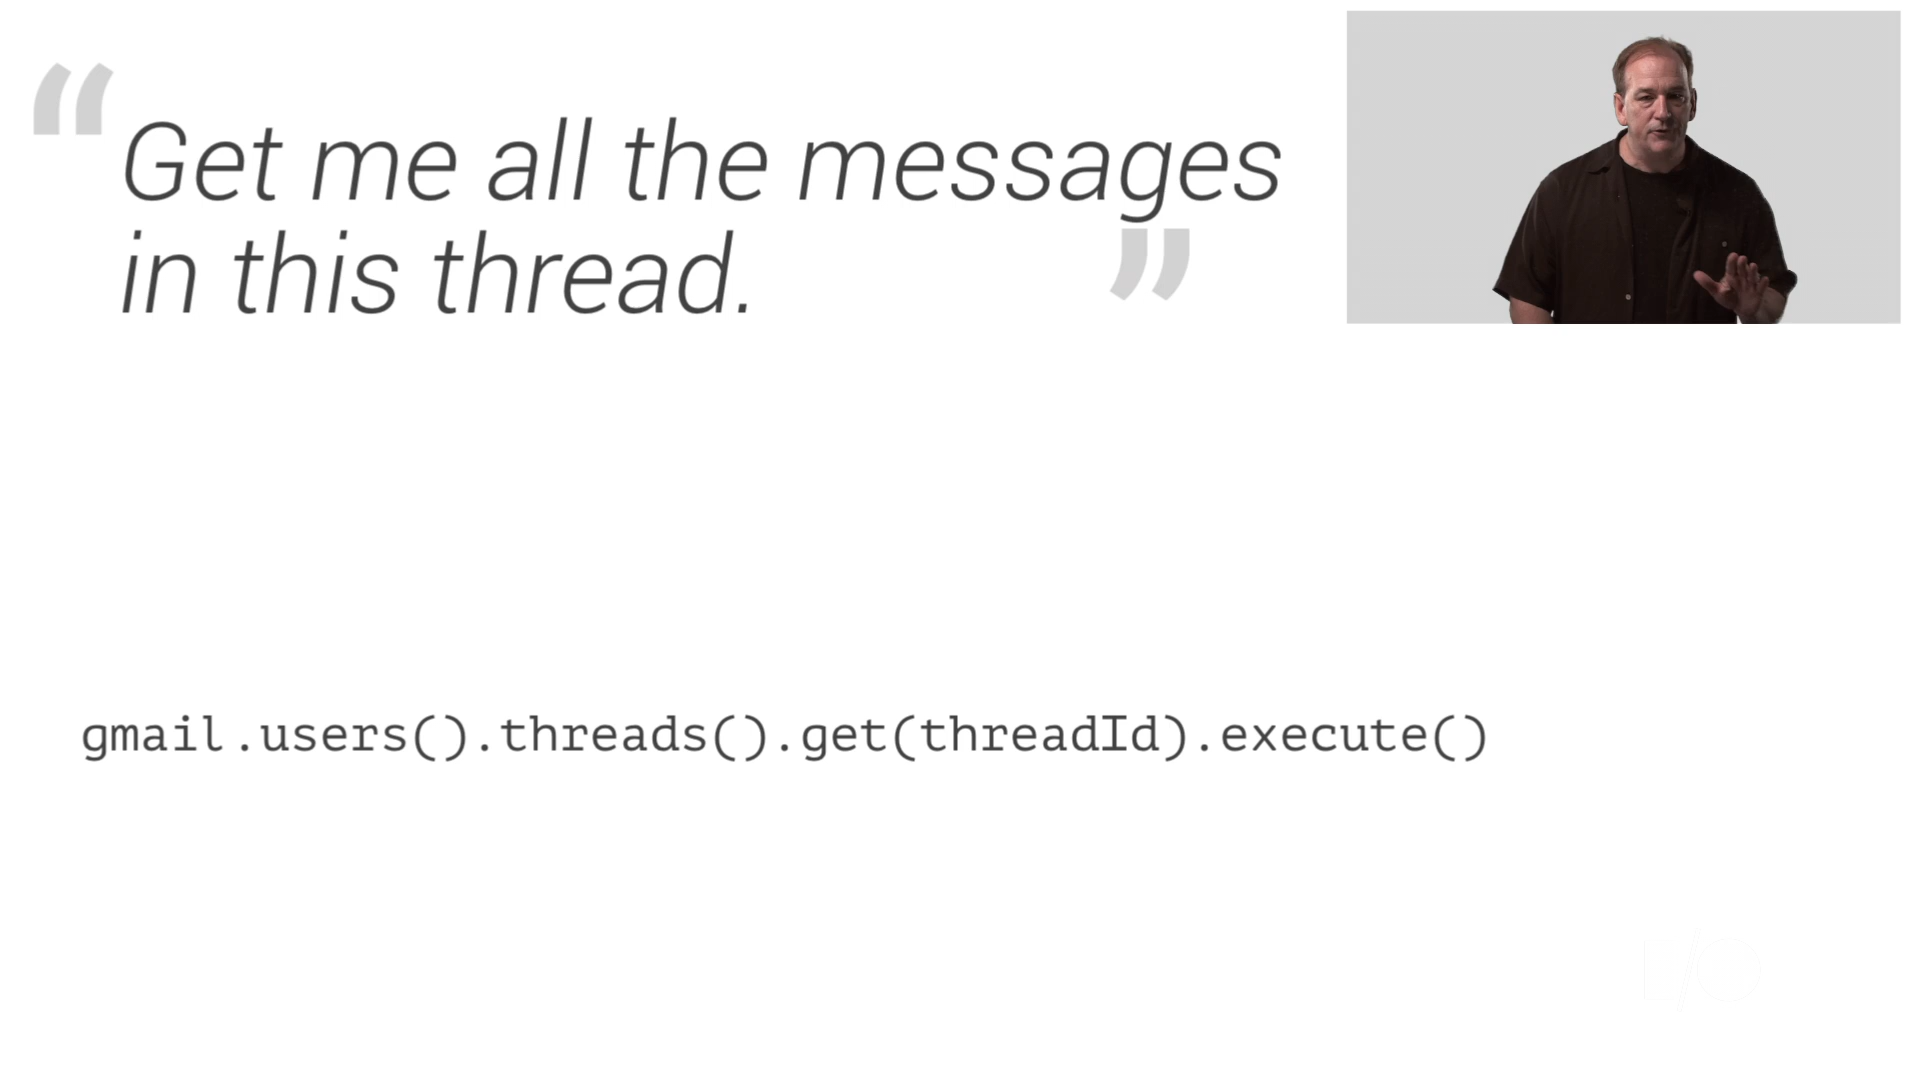 “Get me all the messages
in this thread.”
gmail.users().threads().get(threadId).execute()
I/O